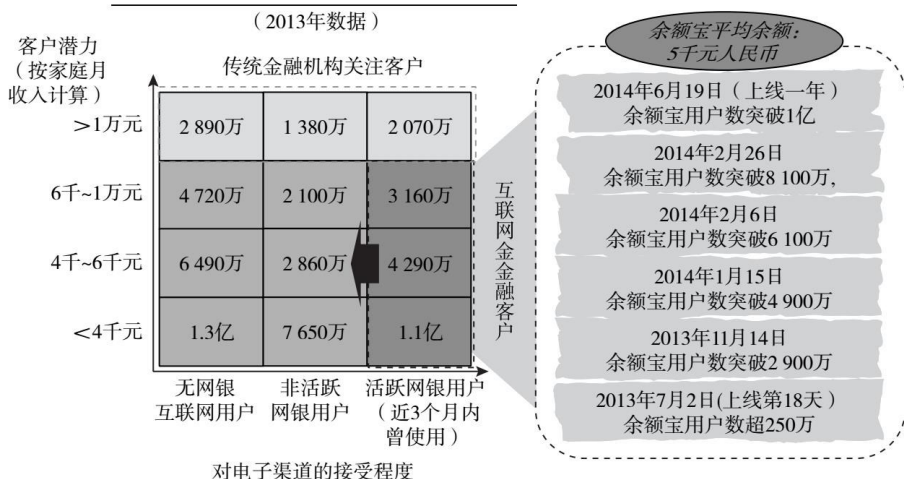 （2013年数据）
客户潜力
（按家庭月
收入计算）
传统金融机构关注客户
>1万元
2 890万
1 380万
2 070万
6千~1万元
4 720万
2 100万
3 160万
4千~6千元
6 490万
2 860万
4 290万
<4千元
1.3亿
7 650万
1.1亿
无网银
互联网用户
非活跃
网银用户
活跃网银用户
（近3个月内
曾使用）
对电子渠道的接受程度
互联网金金融客户
余额宝平均余额：
5千元人民币
2014年6月19日（上线一年）
余额宝用户数突破1亿
2014年2月26日
余额宝用户数突破8 100万,
2014年2月6日
余额宝用户数突破6 100万
2014年1月15日
余额宝用户数突破4 900万
2013年11月14日
余额宝用户数突破2 900万
2013年7月2日(上线第18天）
余额宝用户数超250万